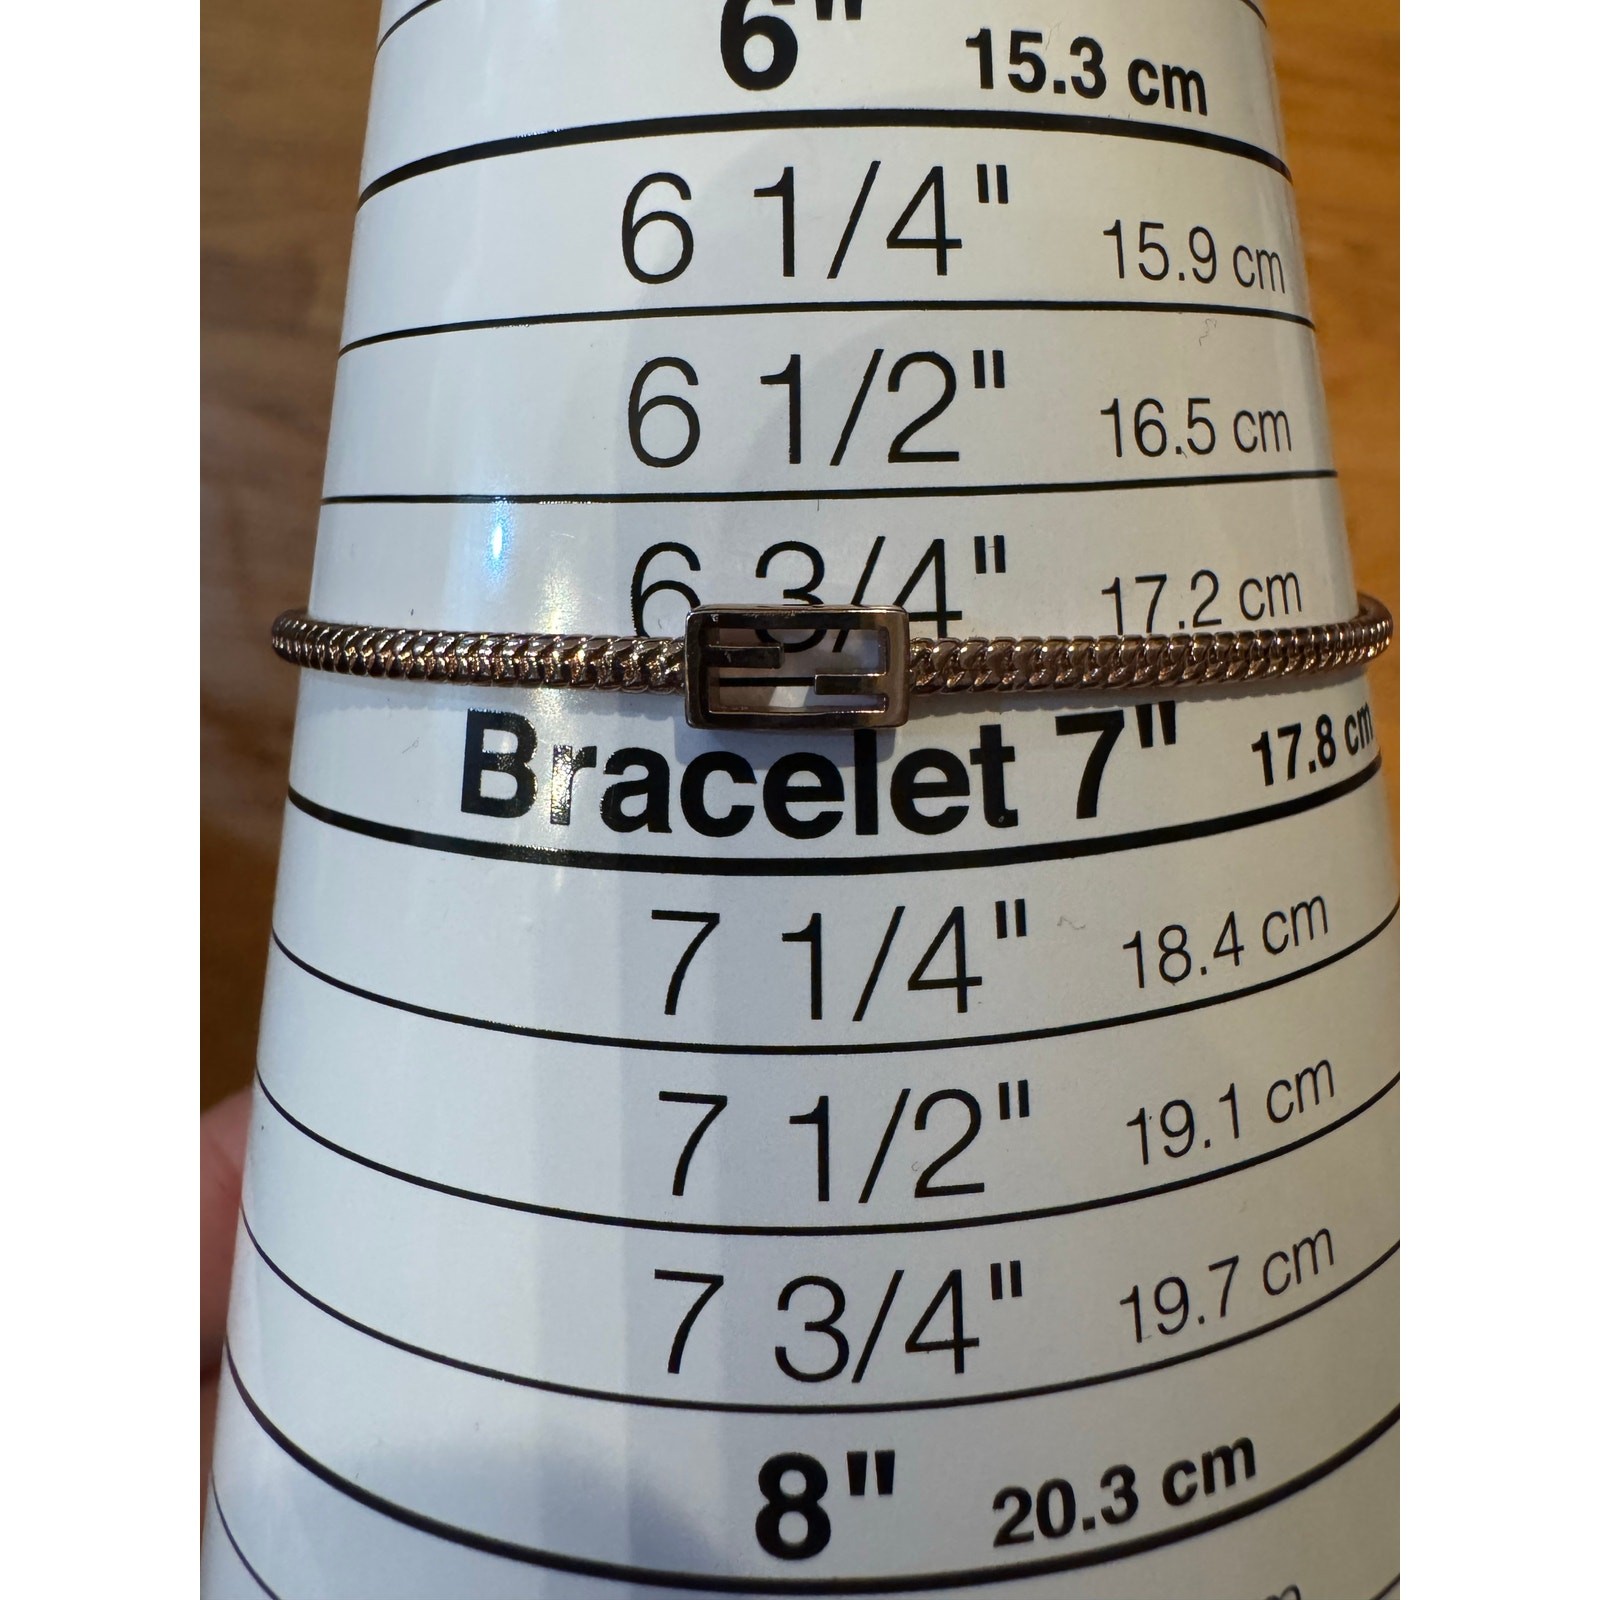 6" 15.3 cm
6 1/4" 15.9 cm
6 1/2" 16.5 cm
6 3/4" 17.2 cm
Bracelet 7" 17.8 cm
7 1/4" 18.4 cm
7 1/2" 19.1 cm
7 3/4" 19.7 cm
8" 20.3 cm